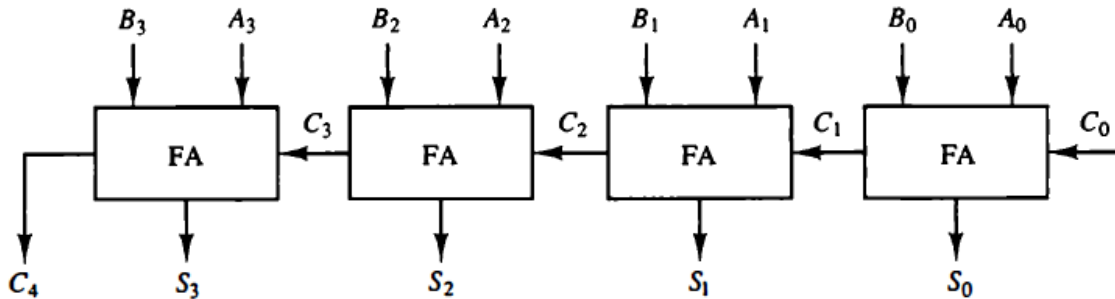 B₃ A₃ B₂ A₂ B₁ A₁ B₀ A₀
C₃ C₂ C₁ C₀
FA FA FA FA
C₄ S₃ S₂ S₁ S₀